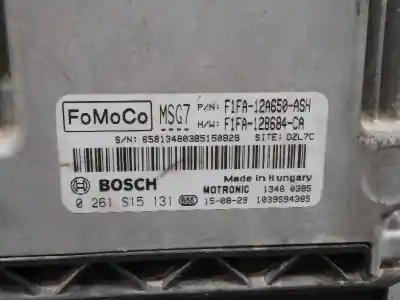 FoMoCo MSG7 P/N: F1FA-12A650-ASH
H/W: F1FA-12B684-CA
S/N: 6581348038515082S SITE: DZL7C
BOSCH Made in Hungary
MOTRONIC 1348 0385
0 261 S15 131 655 15-08-29 1039S94385